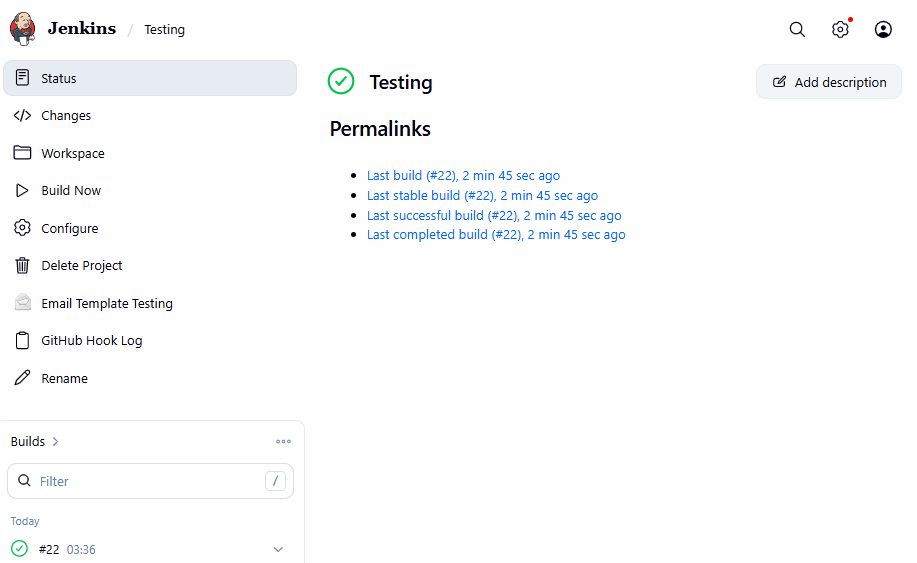 Jenkins / Testing
Status
Changes
Workspace
Build Now
Configure
Delete Project
Email Template Testing
GitHub Hook Log
Rename
Builds
Filter /
Today
#22 03:36
Testing
Add description
Permalinks
Last build (#22), 2 min 45 sec ago
Last stable build (#22), 2 min 45 sec ago
Last successful build (#22), 2 min 45 sec ago
Last completed build (#22), 2 min 45 sec ago